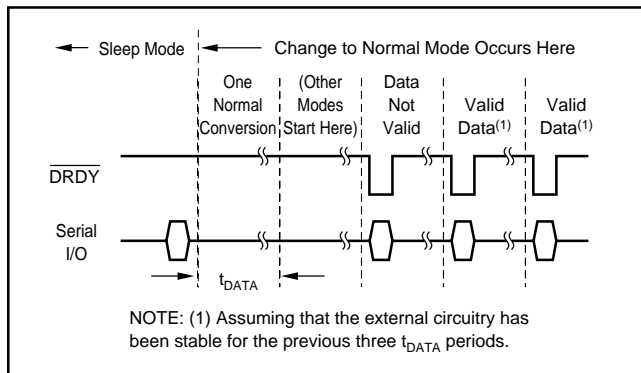 Sleep Mode
Change to Normal Mode Occurs Here
One
Normal
Conversion
(Other
Modes
Start Here)
Data
Not
Valid
Valid
Data(1)
Valid
Data(1)
DRDY
Serial
I/O
tDATA
NOTE: (1) Assuming that the external circuitry has
been stable for the previous three tDATA periods.